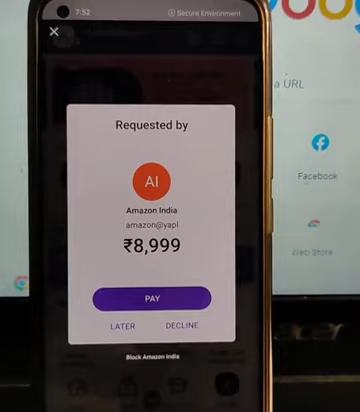 7:52
Secure Environment
a URL
Requested by
AI
Amazon India
amazon@yapl
₹8,999
PAY
LATER
DECLINE
Block Amazon India
Facebook
Web Store